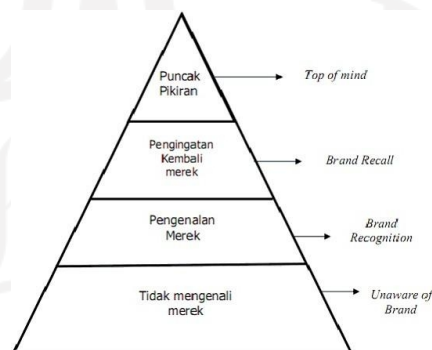 Puncak
Pikiran
Top of mind
Pengingatan
Kembali
merek
Brand Recall
Pengenalan
Merek
Brand
Recognition
Tidak mengenali
merek
Unaware of
Brand